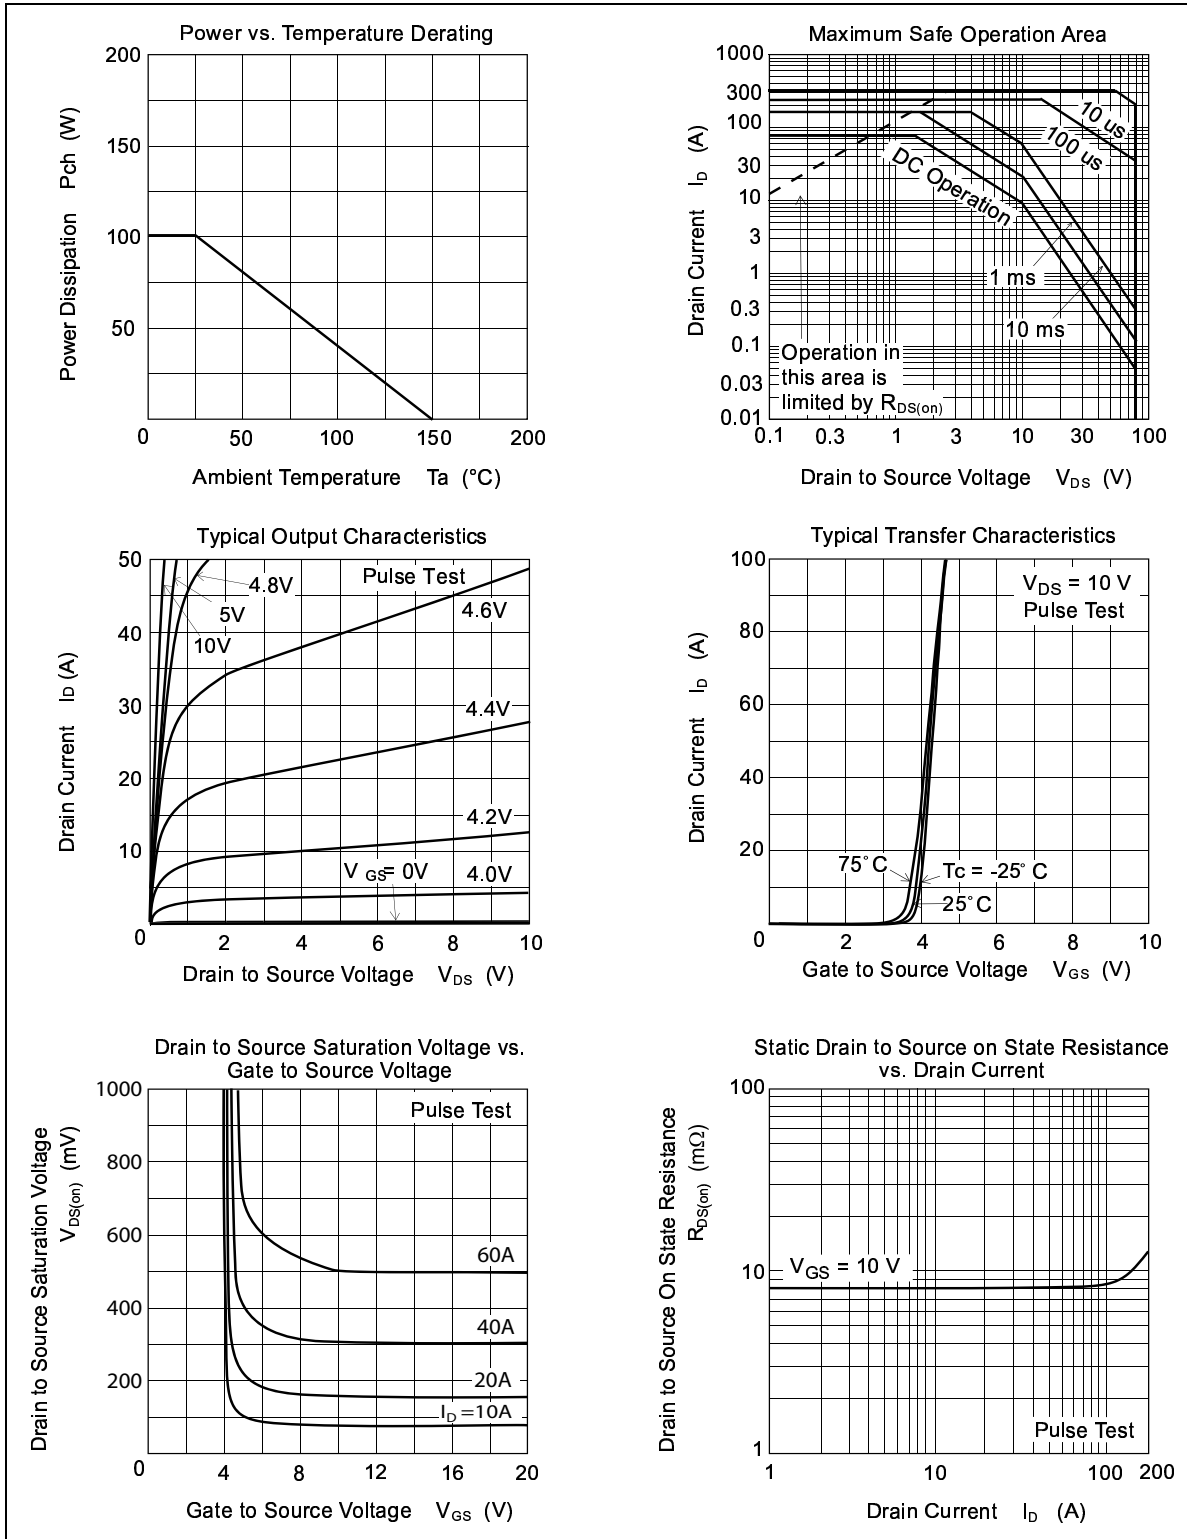 Power vs. Temperature Derating
200
150
100
50
0
50
100
150
200
Power Dissipation Pch (W)
Ambient Temperature Ta (°C)
Maximum Safe Operation Area
1000
300
100
30
10
3
1
0.3
0.1
0.03
0.01
0.1
0.3
1
3
10
30
100
Drain Current ID (A)
Drain to Source Voltage VDS (V)
10 us
100 us
DC Operation
1 ms
10 ms
Operation in
this area is
limited by RDS(on)
Typical Output Characteristics
50
40
30
20
10
0
2
4
6
8
10
Drain Current ID (A)
Drain to Source Voltage VDS (V)
Pulse Test
4.8V
5V
10V
4.6V
4.4V
4.2V
VGS= 0V
4.0V
Typical Transfer Characteristics
100
80
60
40
20
0
2
4
6
8
10
Drain Current ID (A)
Gate to Source Voltage VGS (V)
VDS = 10 V
Pulse Test
75°C
Tc = -25°C
25°C
Drain to Source Saturation Voltage vs.
Gate to Source Voltage
1000
800
600
400
200
0
4
8
12
16
20
Drain to Source Saturation Voltage
VDS(on) (mV)
Gate to Source Voltage VGS (V)
Pulse Test
60A
40A
20A
ID =10A
Static Drain to Source on State Resistance
vs. Drain Current
100
10
1
1
10
100
200
Drain to Source On State Resistance
RDS(on) (mΩ)
Drain Current ID (A)
VGS = 10 V
Pulse Test